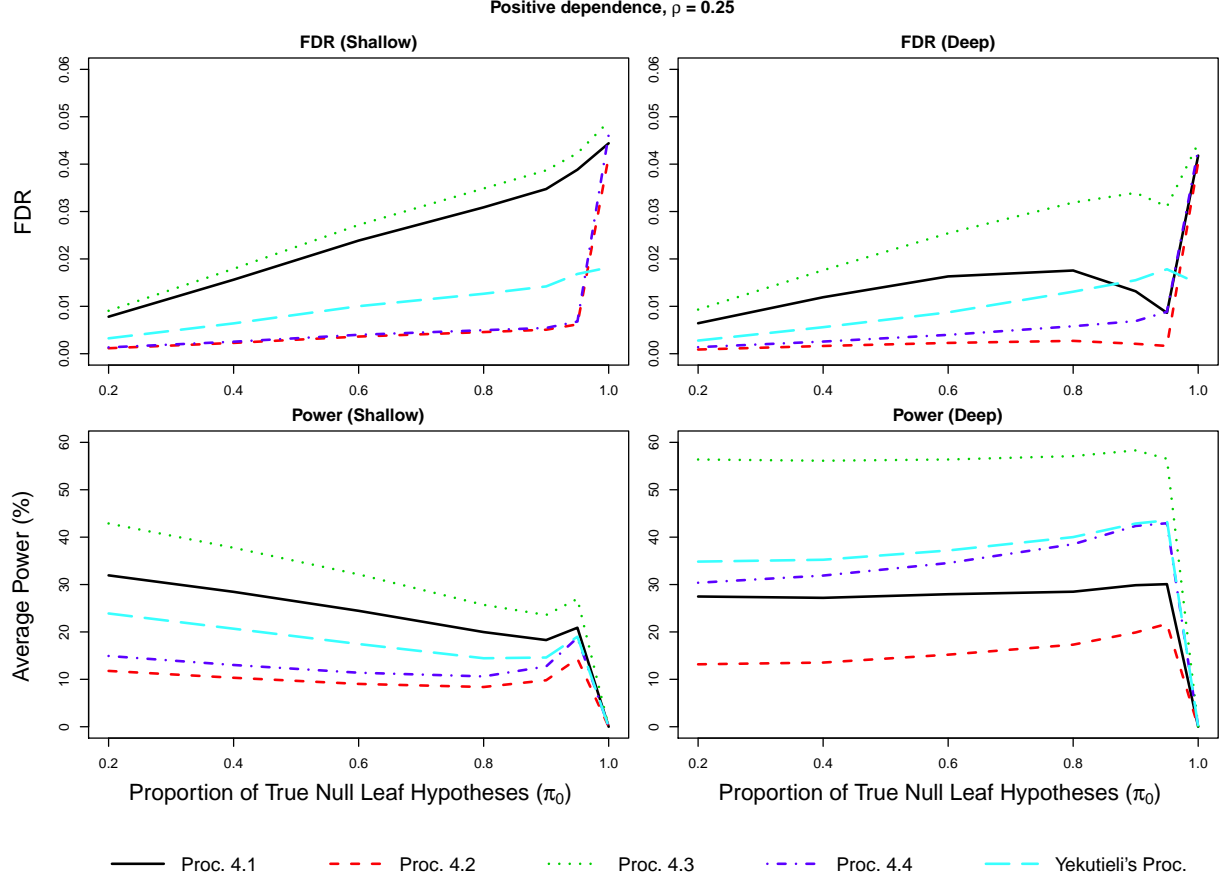 Positive dependence, ρ = 0.25
FDR (Shallow)
FDR (Deep)
FDR
0.06
0.05
0.04
0.03
0.02
0.01
0.00
0.2 0.4 0.6 0.8 1.0
0.06
0.05
0.04
0.03
0.02
0.01
0.00
0.2 0.4 0.6 0.8 1.0
Power (Shallow)
Power (Deep)
Average Power (%)
60
50
40
30
20
10
0
0.2 0.4 0.6 0.8 1.0
60
50
40
30
20
10
0
0.2 0.4 0.6 0.8 1.0
Proportion of True Null Leaf Hypotheses (π0)
Proportion of True Null Leaf Hypotheses (π0)
Proc. 4.1 Proc. 4.2 Proc. 4.3 Proc. 4.4 Yekutieli's Proc.